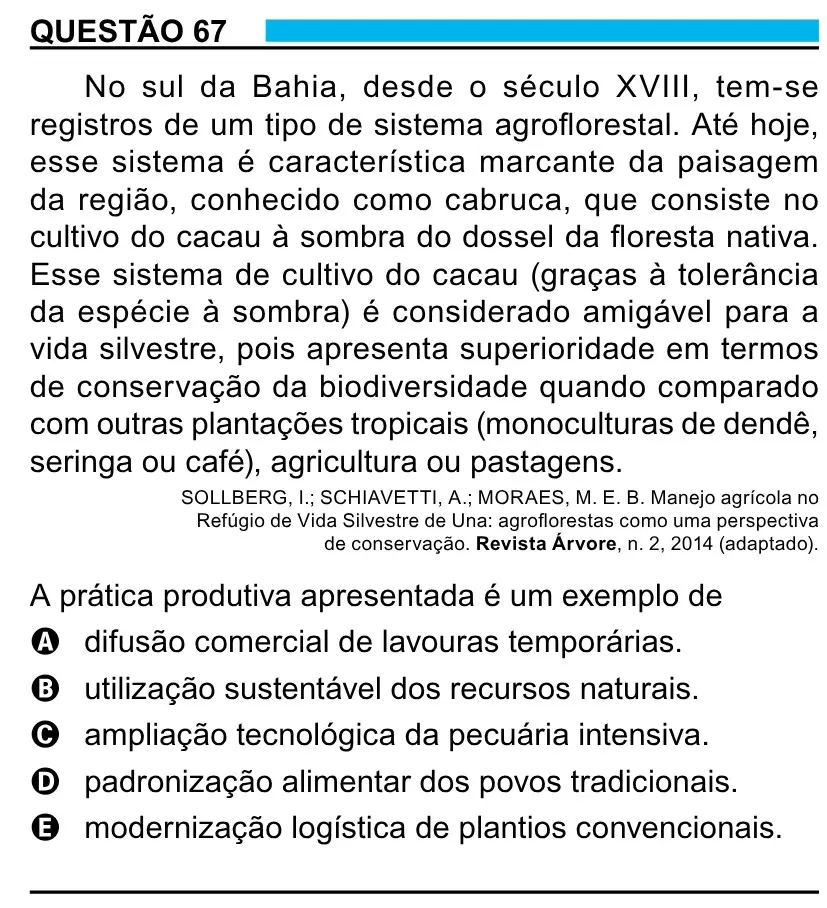 QUESTÃO 67
No sul da Bahia, desde o século XVIII, tem-se
registros de um tipo de sistema agroflorestal. Até hoje,
esse sistema é característica marcante da paisagem
da região, conhecido como cabruca, que consiste no
cultivo do cacau à sombra do dossel da floresta nativa.
Esse sistema de cultivo do cacau (graças à tolerância
da espécie à sombra) é considerado amigável para a
vida silvestre, pois apresenta superioridade em termos
de conservação da biodiversidade quando comparado
com outras plantações tropicais (monoculturas de dendê,
seringa ou café), agricultura ou pastagens.
SOLLBERG, I.; SCHIAVETTI, A.; MORAES, M. E. B. Manejo agrícola no
Refúgio de Vida Silvestre de Una: agroflorestas como uma perspectiva
de conservação. Revista Árvore, n. 2, 2014 (adaptado).
A prática produtiva apresentada é um exemplo de
A difusão comercial de lavouras temporárias.
B utilização sustentável dos recursos naturais.
C ampliação tecnológica da pecuária intensiva.
D padronização alimentar dos povos tradicionais.
E modernização logística de plantios convencionais.